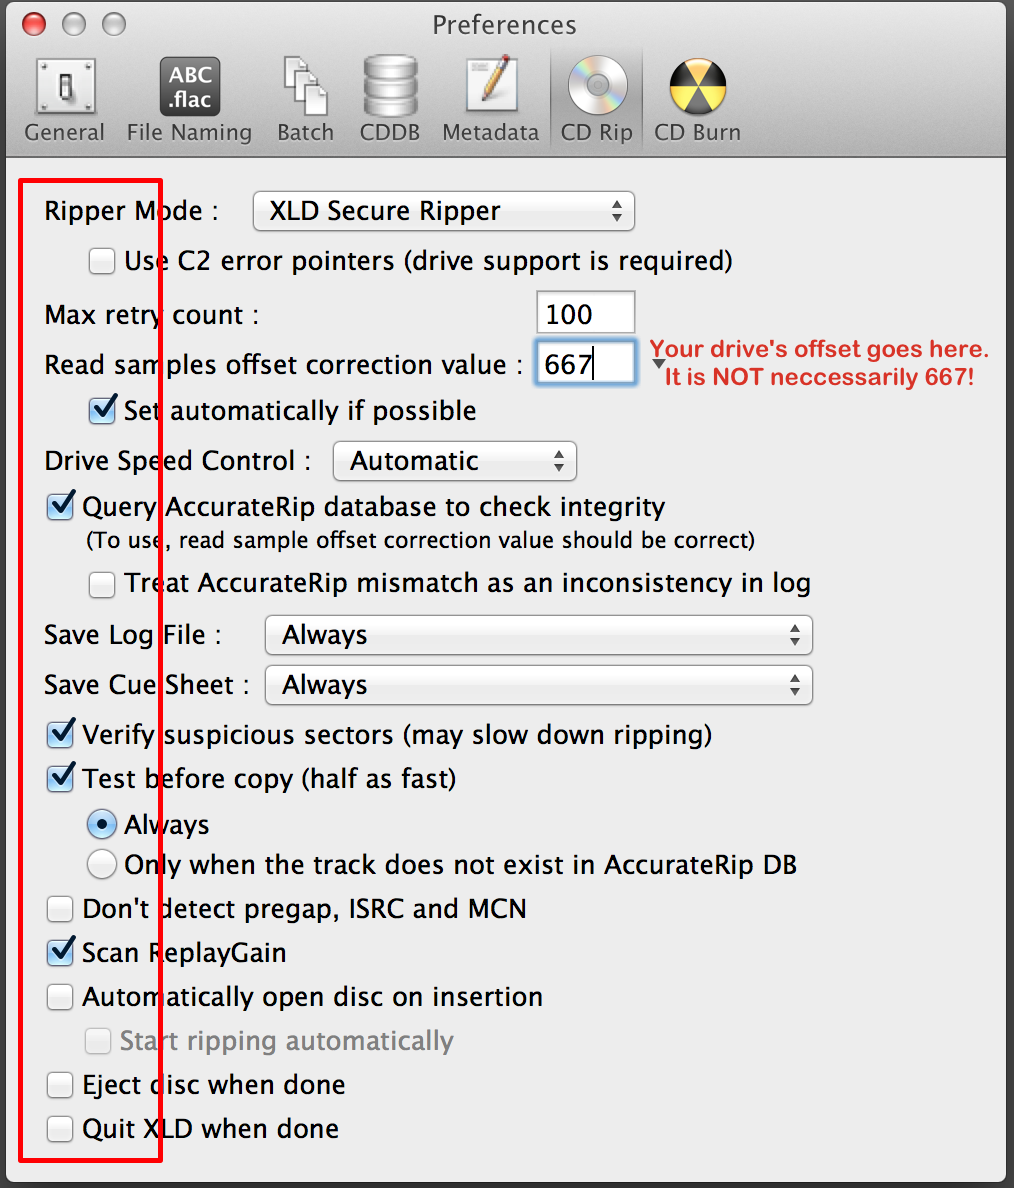 Preferences
ABC
.flac
General File Naming Batch CDDB Metadata CD Rip CD Burn
Ripper Mode : XLD Secure Ripper
Use C2 error pointers (drive support is required)
Max retry count : 100
Read samples offset correction value : 667
Your drive's offset goes here.
It is NOT neccessarily 667!
Set automatically if possible
Drive Speed Control : Automatic
Query AccurateRip database to check integrity
(To use, read sample offset correction value should be correct)
Treat AccurateRip mismatch as an inconsistency in log
Save Log File : Always
Save Cue Sheet : Always
Verify suspicious sectors (may slow down ripping)
Test before copy (half as fast)
Always
Only when the track does not exist in AccurateRip DB
Don't detect pregap, ISRC and MCN
Scan ReplayGain
Automatically open disc on insertion
Start ripping automatically
Eject disc when done
Quit XLD when done